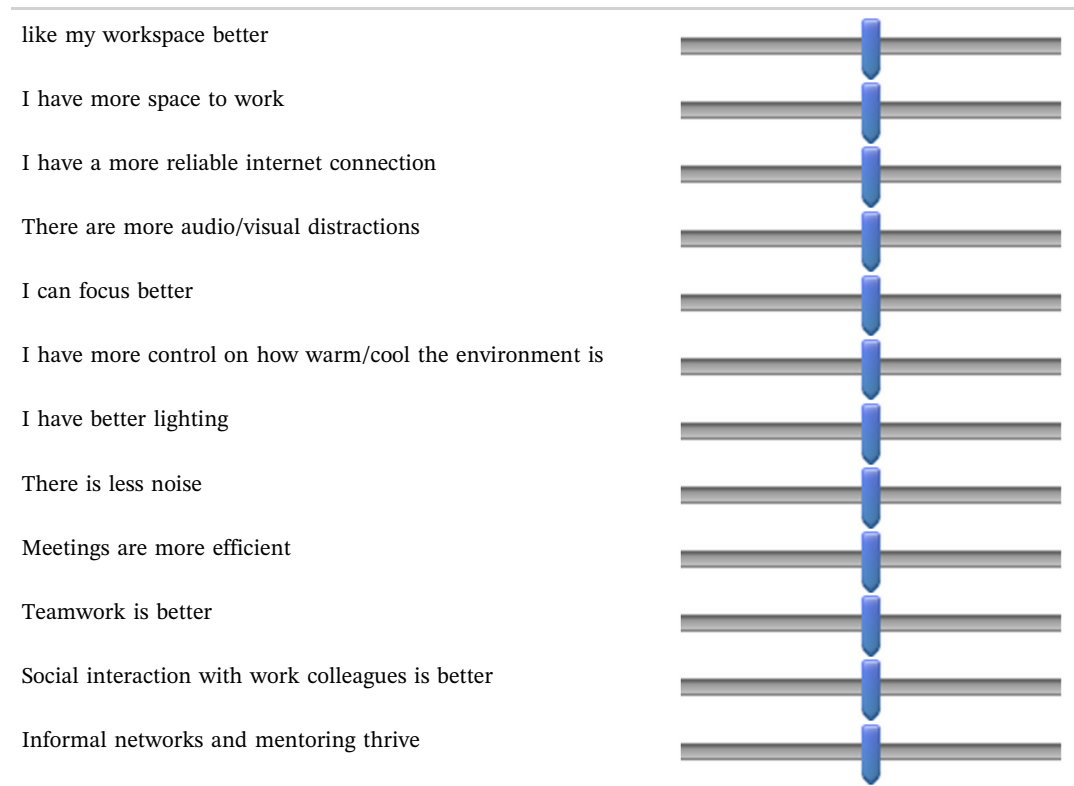 like my workspace better
I have more space to work
I have a more reliable internet connection
There are more audio/visual distractions
I can focus better
I have more control on how warm/cool the environment is
I have better lighting
There is less noise
Meetings are more efficient
Teamwork is better
Social interaction with work colleagues is better
Informal networks and mentoring thrive